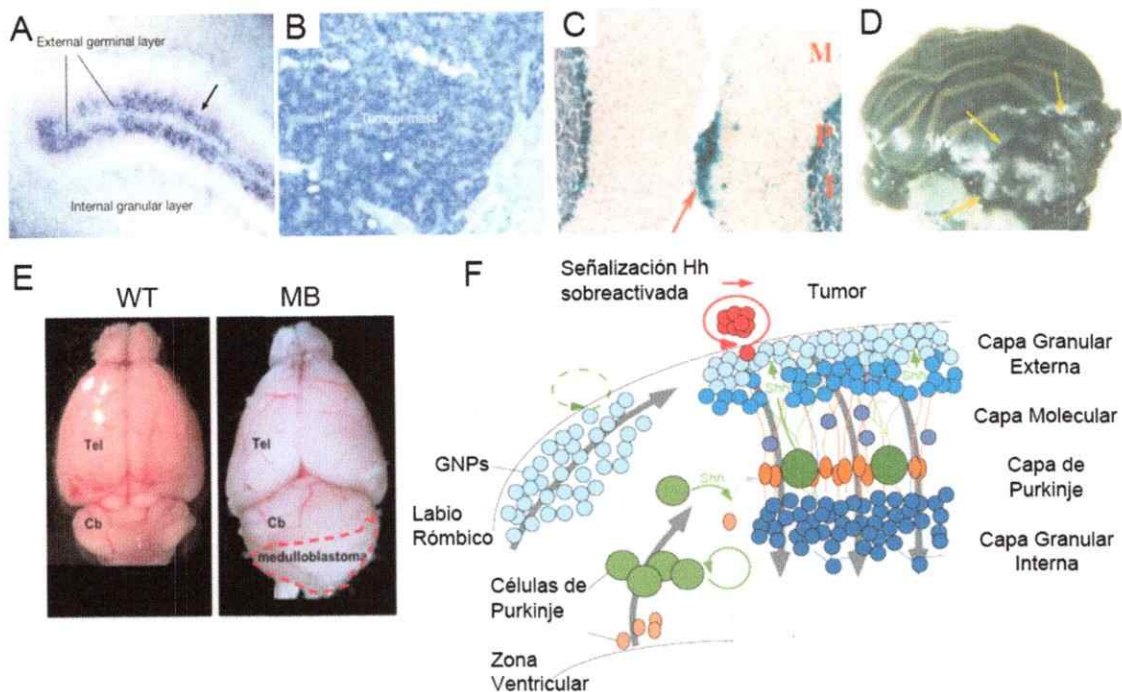 A
External germinal layer
Internal granular layer
B
Tumour mass
C
M
P
I
D
E
WT
MB
Tel
Cb
Tel
Cb
medulloblastoma
F
Señalización Hh
sobreactivada
Tumor
Shh
Shh
GNPs
Labio
Rómbico
Shh
Células de
Purkinje
Zona
Ventricular
Capa Granular
Externa
Capa Molecular
Capa de
Purkinje
Capa Granular
Interna